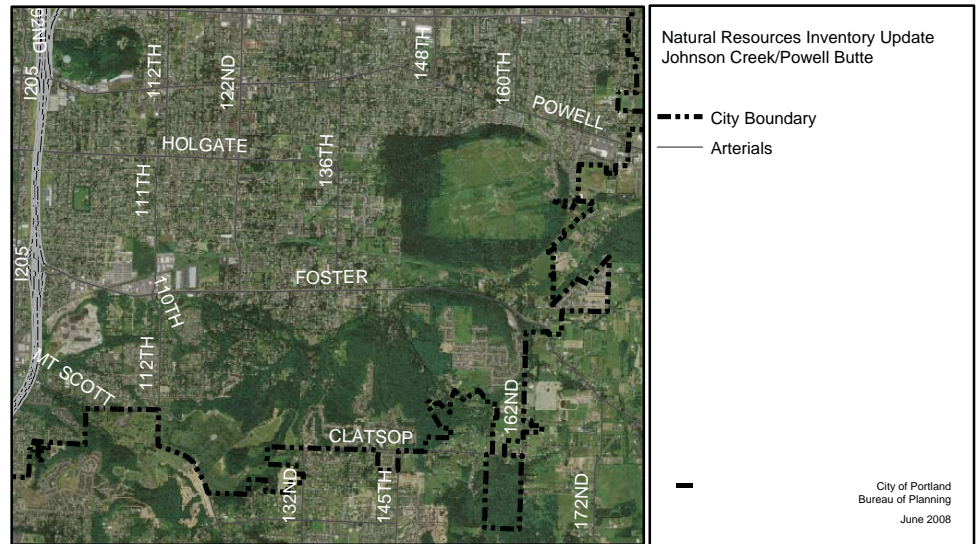 82ND
I205
112TH
122ND
148TH
160TH
POWELL
HOLGATE
136TH
111TH
I205
FOSTER
110TH
112TH
MT SCOTT
162ND
CLATSOP
132ND
145TH
172ND
Natural Resources Inventory Update
Johnson Creek/Powell Butte
City Boundary
Arterials
City of Portland
Bureau of Planning
June 2008